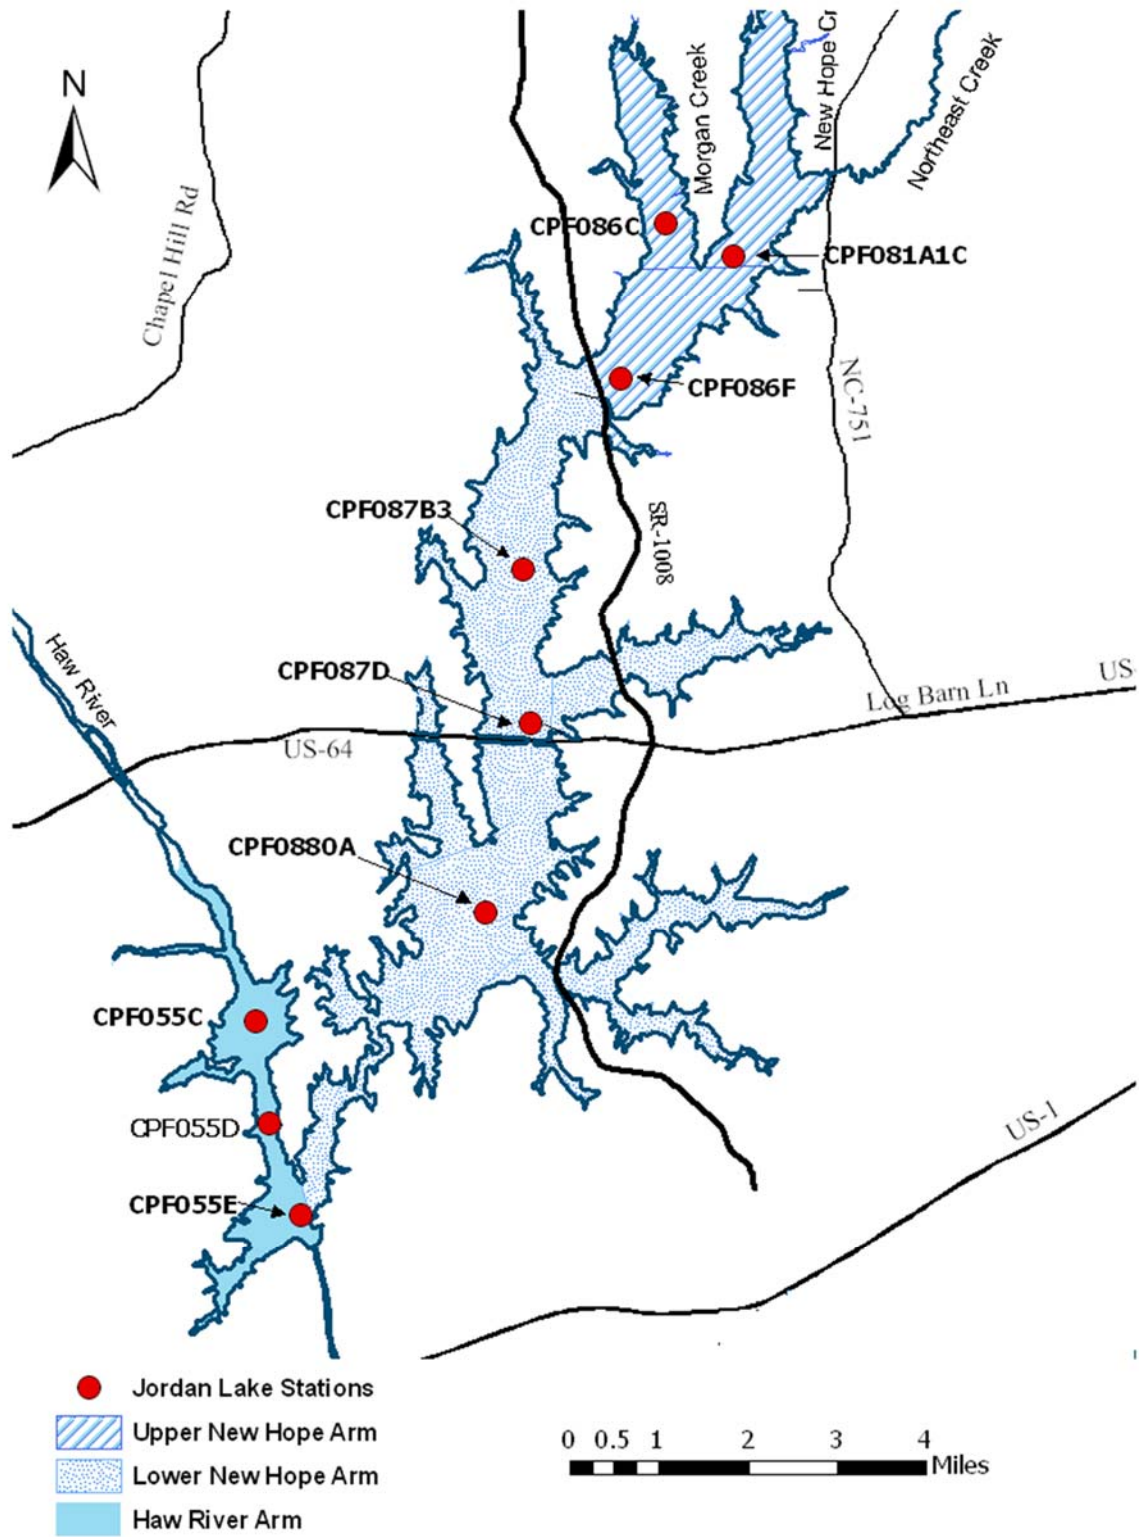 N
Morgan Creek
New Hope Cr
Northeast Creek
Chapel Hill Rd
CPF086C
CPF081A1C
CPF086F
NC-751
CPF087B3
SR-1008
Haw River
CPF087D
Log Barn Ln
US-
US-64
CPF0880A
CPF055C
CPF055D
US-1
CPF055E
Jordan Lake Stations
Upper New Hope Arm
Lower New Hope Arm
Haw River Arm
0 0.5 1 2 3 4
Miles